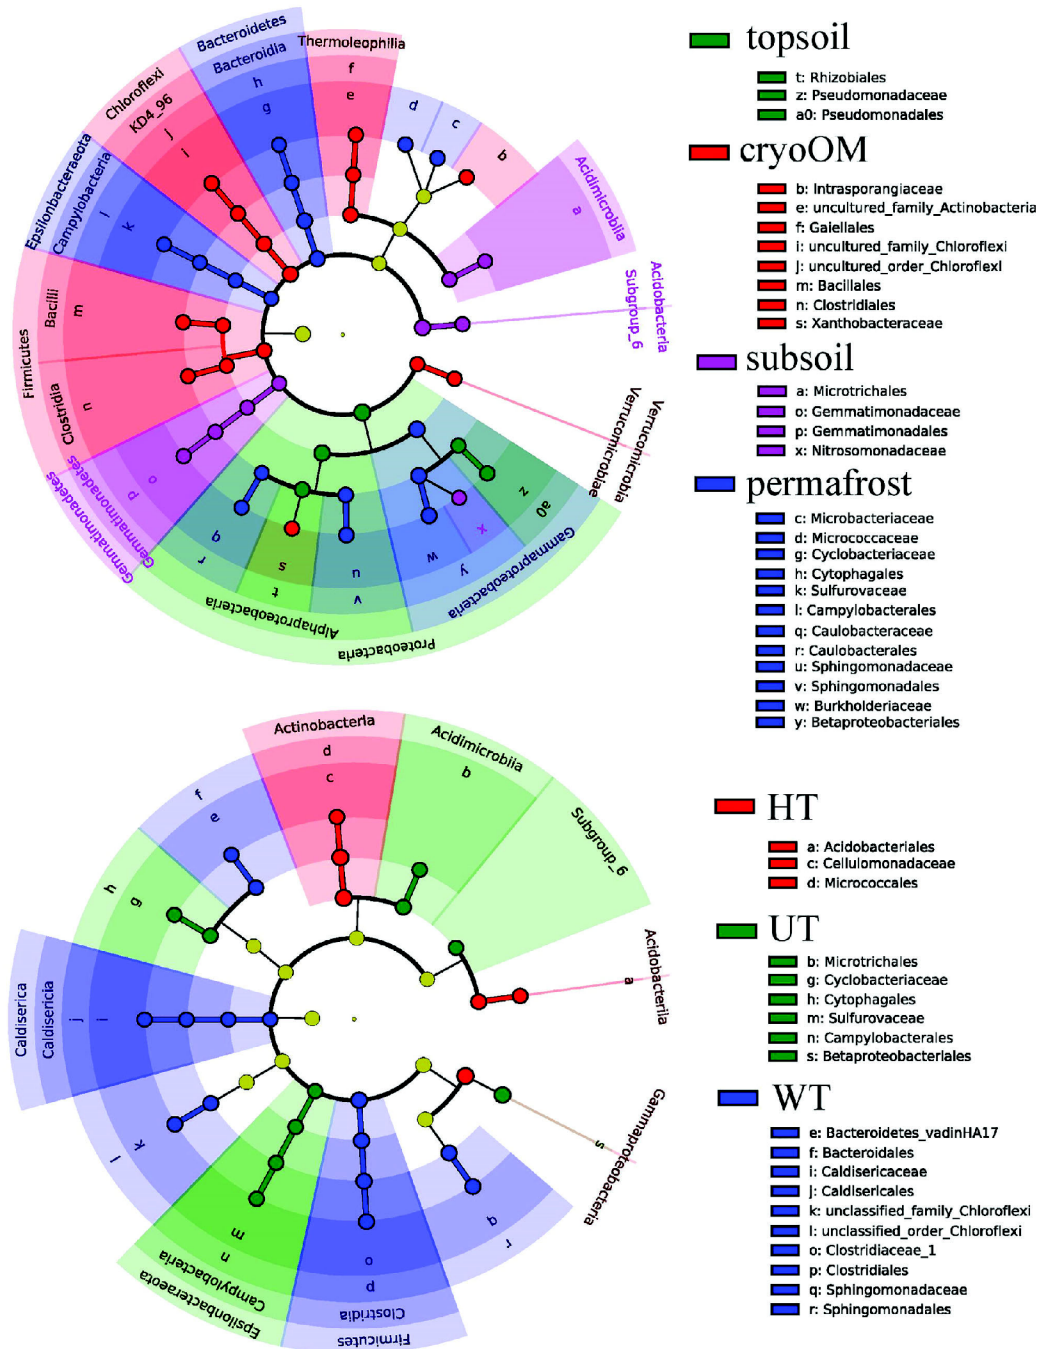 Bacteroidetes
Bacteroidia
h
g
Thermoleophilia
f
e
d
c
b
Acidimicrobiia
a
Chloroflexi
KD4_96
j
i
Epsilonbacteraeota
Campylobacteria
l
k
Acidobacteria
Subgroup_6
Firmicutes
Bacilli
m
Clostridia
n
Verrucomicrobia
Verrucomicrobiae
Gemmatimonadetes
Gemmatimonadetes
p
o
q
r
s
t
Alphaproteobacteria
u
v
w
y
x
z
a0
Gammaproteobacteria
Proteobacteria
topsoil
t: Rhizobiales
z: Pseudomonadaceae
a0: Pseudomonadales
cryoOM
b: Intrasporangiaceae
e: uncultured_family_Actinobacteria
f: Gaiellales
i: uncultured_family_Chloroflexi
j: uncultured_order_Chloroflexi
m: Bacillales
n: Clostridiales
s: Xanthobacteraceae
subsoil
a: Microtrichales
o: Gemmatimonadaceae
p: Gemmatimonadales
x: Nitrosomonadaceae
permafrost
c: Microbacteriaceae
d: Micrococcaceae
g: Cyclobacteriaceae
h: Cytophagales
k: Sulfurovaceae
l: Campylobacterales
q: Caulobacteraceae
r: Caulobacterales
u: Sphingomonadaceae
v: Sphingomonadales
w: Burkholderiaceae
y: Betaproteobacteriales
Actinobacteria
d
c
Acidimicrobiia
b
Subgroup_6
f
e
h
g
Acidobacteriia
a
Caldiserica
Caldisericia
j
i
l
k
Gammaproteobacteria
s
m
n
Campylobacteria
Epsilonbacteraeota
o
p
Clostridia
Firmicutes
q
r
HT
a: Acidobacteriales
c: Cellulomonadaceae
d: Micrococcales
UT
b: Microtrichales
g: Cyclobacteriaceae
h: Cytophagales
m: Sulfurovaceae
n: Campylobacterales
s: Betaproteobacteriales
WT
e: Bacteroidetes_vadinHA17
f: Bacteroidales
i: Caldisericaceae
j: Caldisericales
k: unclassified_family_Chloroflexi
l: unclassified_order_Chloroflexi
o: Clostridiaceae_1
p: Clostridiales
q: Sphingomonadaceae
r: Sphingomonadales